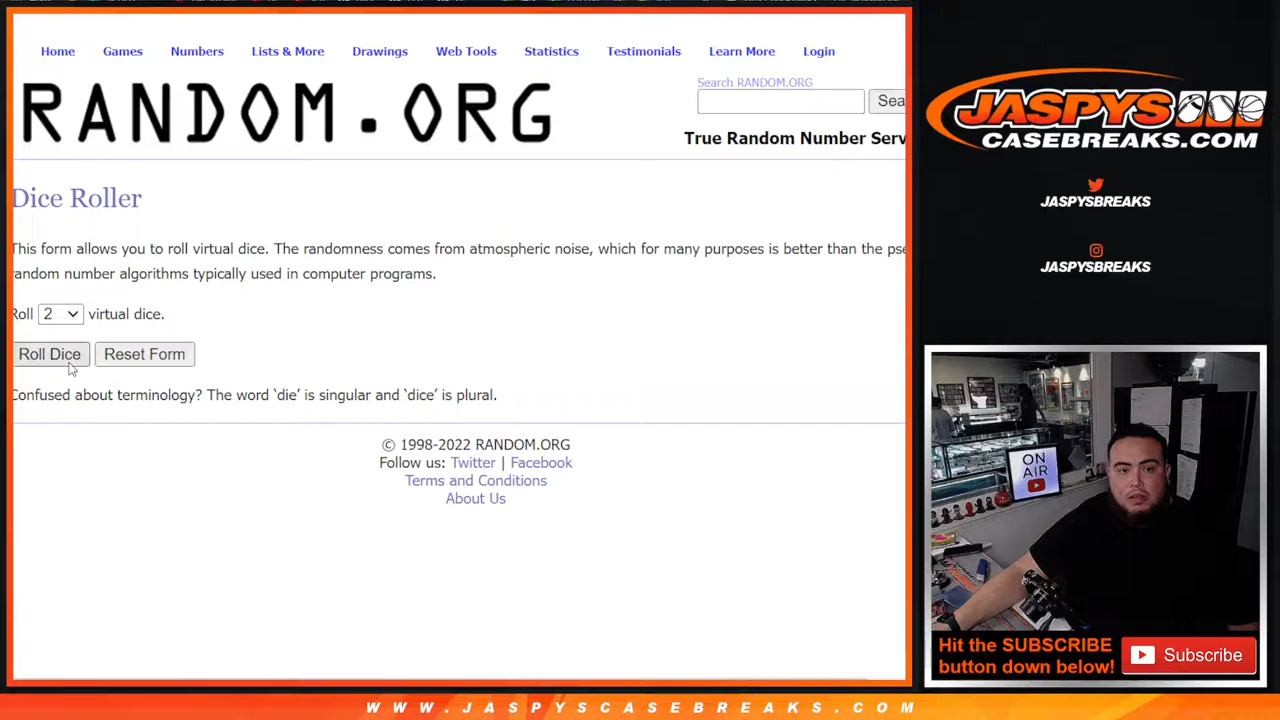 Home Games Numbers Lists & More Drawings Web Tools Statistics Testimonials Learn More Login
RANDOM.ORG
Search RANDOM.ORG
Sea
True Random Number Serv
Dice Roller
This form allows you to roll virtual dice. The randomness comes from atmospheric noise, which for many purposes is better than the pse
random number algorithms typically used in computer programs.
Roll 2 virtual dice.
Roll Dice Reset Form
Confused about terminology? The word ‘die’ is singular and ‘dice’ is plural.
© 1998-2022 RANDOM.ORG
Follow us: Twitter | Facebook
Terms and Conditions
About Us
JASPYS
CASEBREAKS.COM
JASPYSBREAKS
JASPYSBREAKS
ON
AIR
Hit the SUBSCRIBE
button down below!
Subscribe
WWW.JASPYSCASEBREAKS.COM